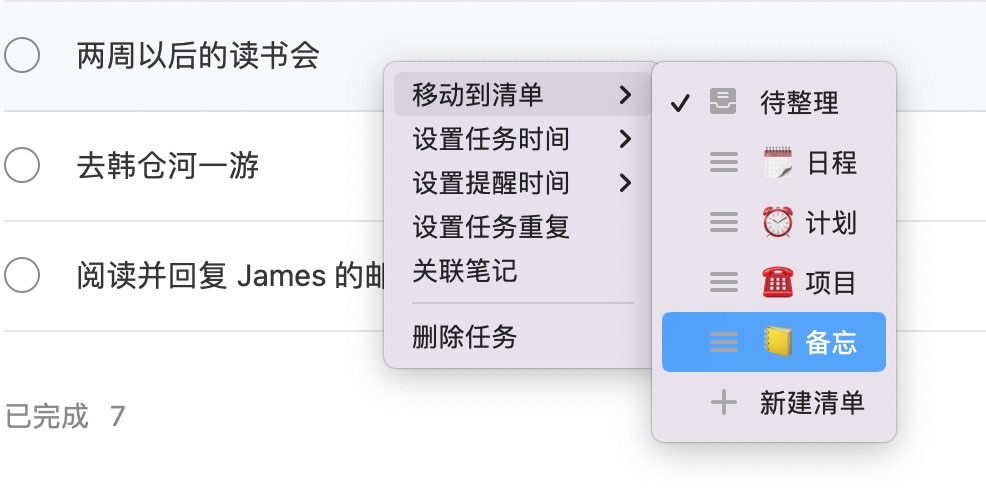 两周以后的读书会
去韩仓河一游
阅读并回复 James 的邮
已完成 7
移动到清单
设置任务时间
设置提醒时间
设置任务重复
关联笔记
删除任务
待整理
日程
计划
项目
备忘
新建清单